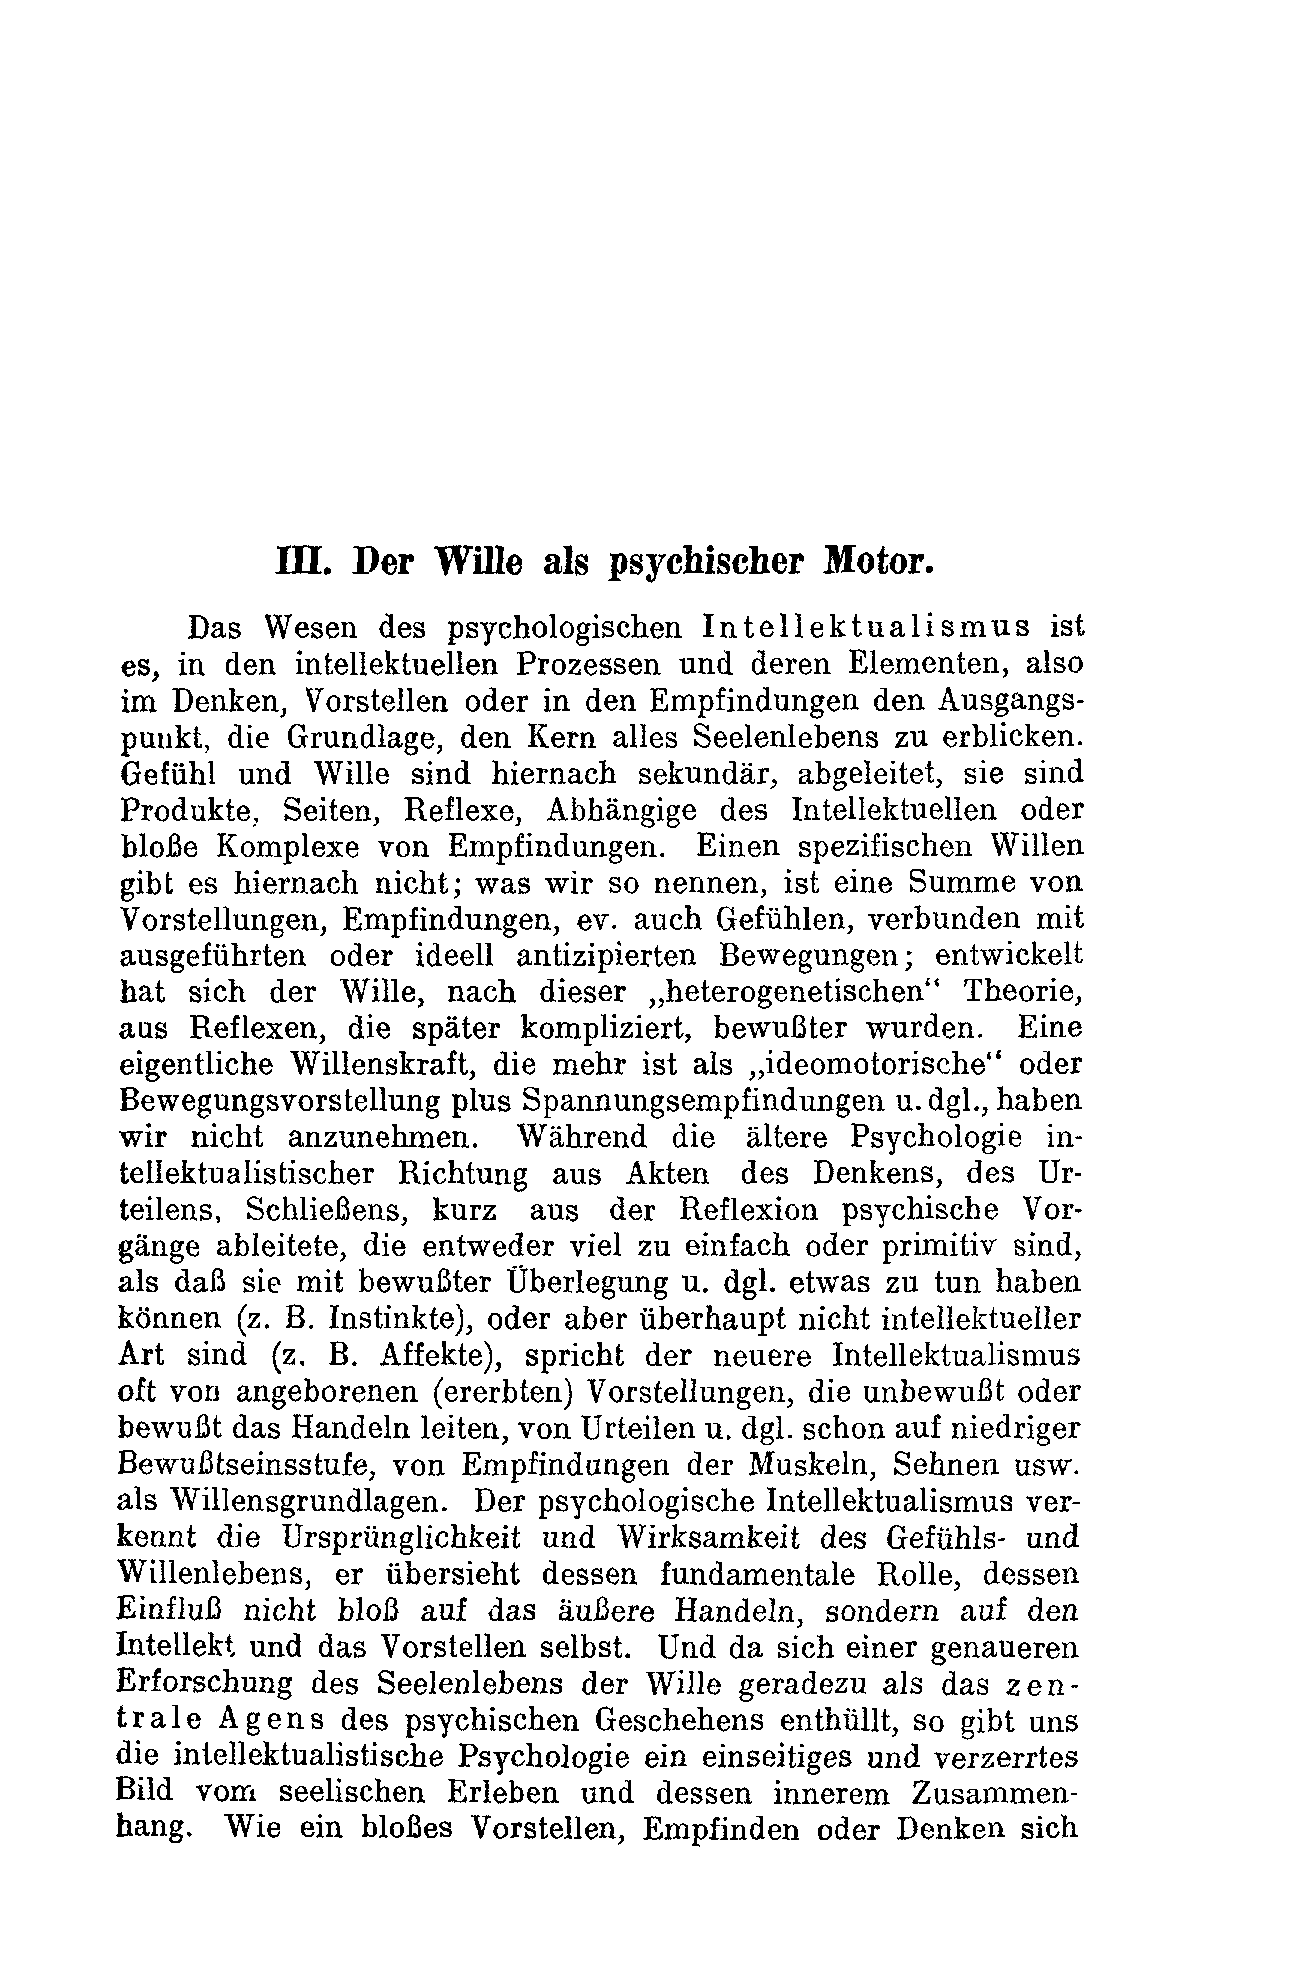 III. Der Wille als psychischer Motor.
Das Wesen des psychologischen Intellektualismus ist
es, in den intellektuellen Prozessen und deren Elementen, also
im Denken, Vorstellen oder in den Empfindungen den Ausgangs-
punkt, die Grundlage, den Kern alles Seelenlebens zu erblicken.
Gefühl und Wille sind hiernach sekundär, abgeleitet, sie sind
Produkte, Seiten, Reflexe, Abhängige des Intellektuellen oder
bloße Komplexe von Empfindungen. Einen spezifischen Willen
gibt es hiernach nicht; was wir so nennen, ist eine Summe von
Vorstellungen, Empfindungen, ev. auch Gefühlen, verbunden mit
ausgeführten oder ideell antizipierten Bewegungen; entwickelt
hat sich der Wille, nach dieser „heterogenetischen“ Theorie,
aus Reflexen, die später kompliziert, bewußter wurden. Eine
eigentliche Willenskraft, die mehr ist als „ideomotorische“ oder
Bewegungsvorstellung plus Spannungsempfindungen u. dgl., haben
wir nicht anzunehmen. Während die ältere Psychologie in-
tellektualistischer Richtung aus Akten des Denkens, des Ur-
teilens, Schließens, kurz aus der Reflexion psychische Vor-
gänge ableitete, die entweder viel zu einfach oder primitiv sind,
als daß sie mit bewußter Überlegung u. dgl. etwas zu tun haben
können (z. B. Instinkte), oder aber überhaupt nicht intellektueller
Art sind (z. B. Affekte), spricht der neuere Intellektualismus
oft von angeborenen (ererbten) Vorstellungen, die unbewußt oder
bewußt das Handeln leiten, von Urteilen u. dgl. schon auf niedriger
Bewußtseinsstufe, von Empfindungen der Muskeln, Sehnen usw.
als Willensgrundlagen. Der psychologische Intellektualismus ver-
kennt die Ursprünglichkeit und Wirksamkeit des Gefühls- und
Willenlebens, er übersieht dessen fundamentale Rolle, dessen
Einfluß nicht bloß auf das äußere Handeln, sondern auf den
Intellekt und das Vorstellen selbst. Und da sich einer genaueren
Erforschung des Seelenlebens der Wille geradezu als das zen-
trale Agens des psychischen Geschehens enthüllt, so gibt uns
die intellektualistische Psychologie ein einseitiges und verzerrtes
Bild vom seelischen Erleben und dessen innerem Zusammen-
hang. Wie ein bloßes Vorstellen, Empfinden oder Denken sich